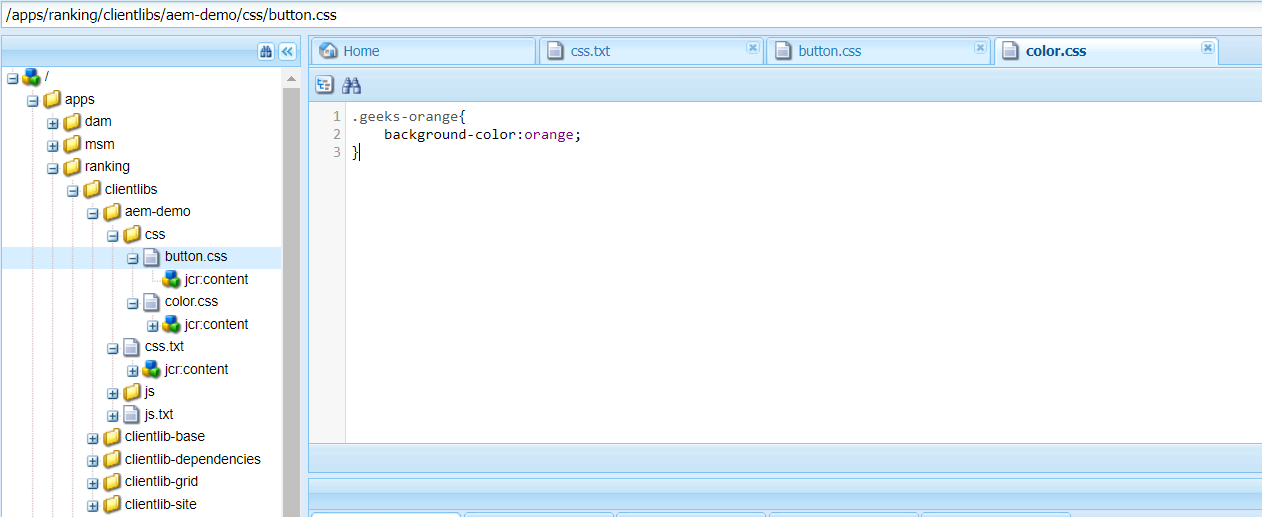 /apps/ranking/clientlibs/aem-demo/css/button.css
/
apps
dam
msm
ranking
clientlibs
aem-demo
css
button.css
jcr:content
color.css
jcr:content
css.txt
jcr:content
js
js.txt
clientlib-base
clientlib-dependencies
clientlib-grid
clientlib-site
Home
css.txt
button.css
color.css
1 .geeks-orange{
2 background-color:orange;
3 }